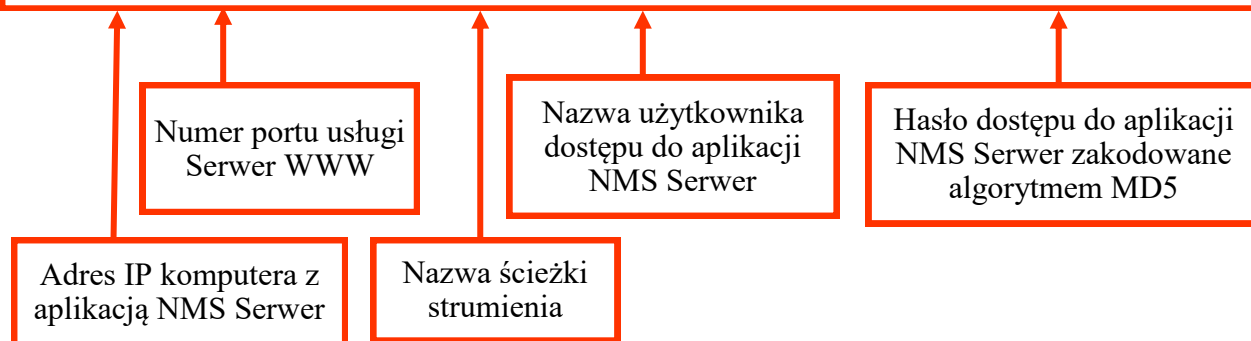 Numer portu usługi
Serwer WWW
Nazwa użytkownika
dostępu do aplikacji
NMS Serwer
Hasło dostępu do aplikacji
NMS Serwer zakodowane
algorytmem MD5
Adres IP komputera z
aplikacją NMS Serwer
Nazwa ścieżki
strumienia